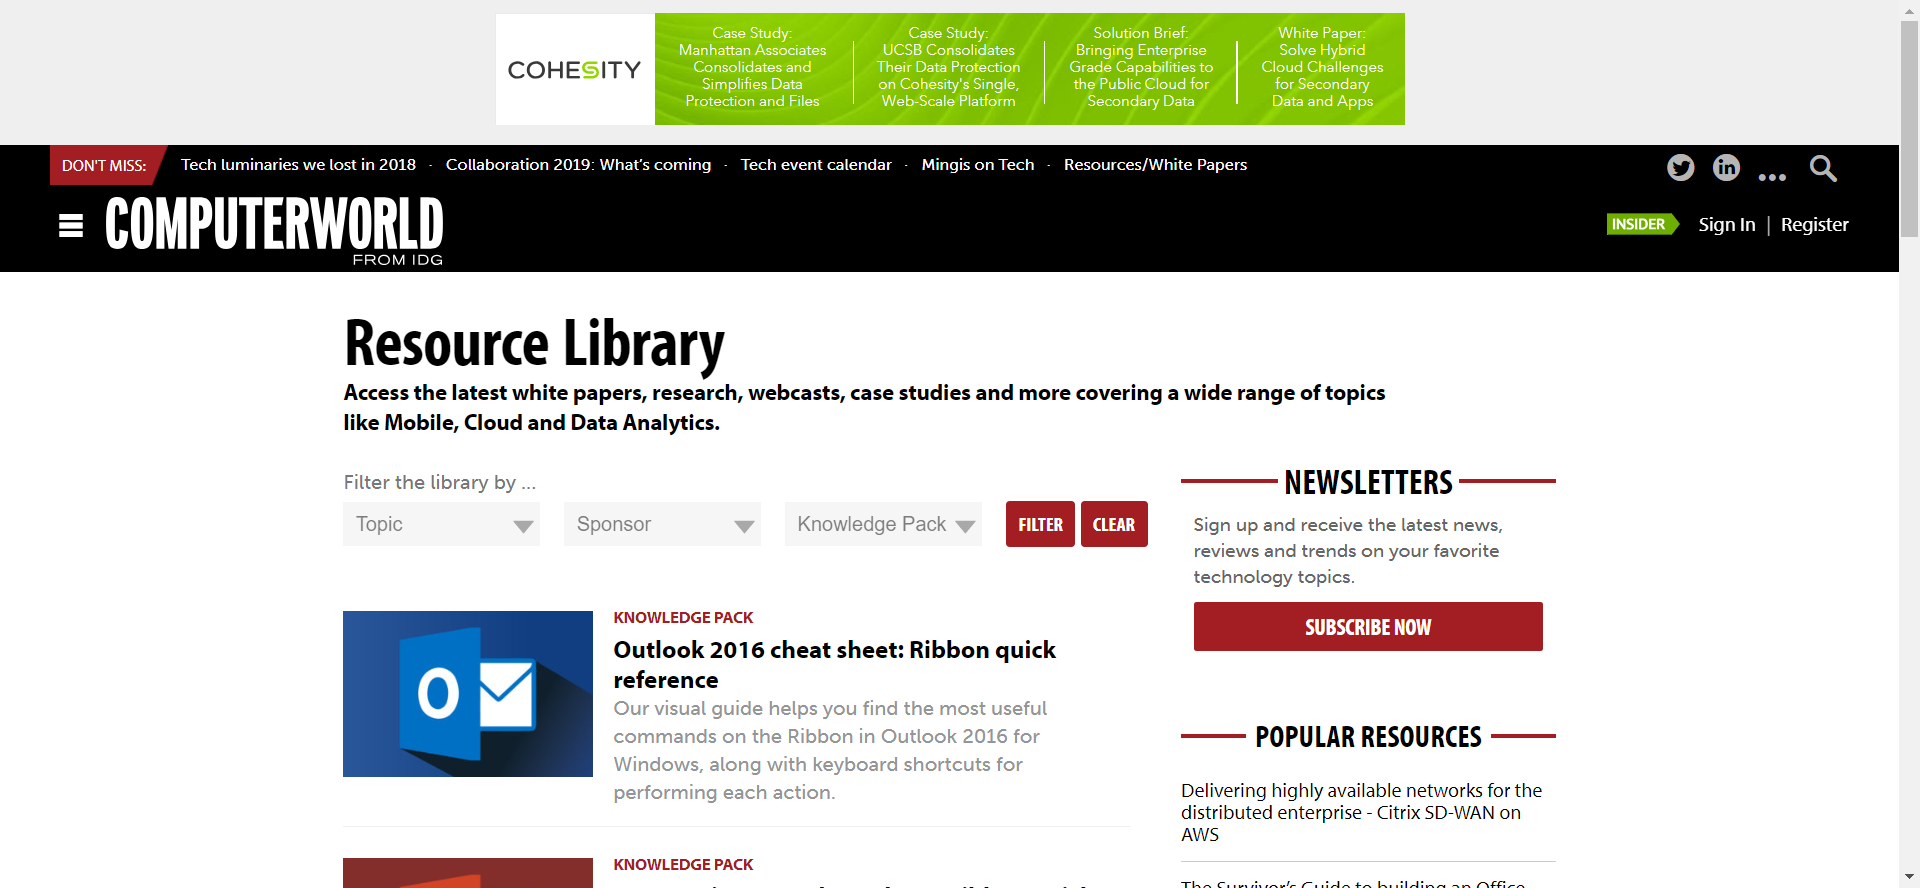 COHESITY
Case Study:
Manhattan Associates
Consolidates and
Simplifies Data
Protection and Files
Case Study:
UCSB Consolidates
Their Data Protection
on Cohesity's Single,
Web-Scale Platform
Solution Brief:
Bringing Enterprise
Grade Capabilities to
the Public Cloud for
Secondary Data
White Paper:
Solve Hybrid
Cloud Challenges
for Secondary
Data and Apps
DON'T MISS:
Tech luminaries we lost in 2018 · Collaboration 2019: What's coming · Tech event calendar · Mingis on Tech · Resources/White Papers
COMPUTERWORLD
FROM IDG
INSIDER Sign In | Register
Resource Library
Access the latest white papers, research, webcasts, case studies and more covering a wide range of topics
like Mobile, Cloud and Data Analytics.
Filter the library by ...
Topic
Sponsor
Knowledge Pack
FILTER
CLEAR
KNOWLEDGE PACK
Outlook 2016 cheat sheet: Ribbon quick
reference
Our visual guide helps you find the most useful
commands on the Ribbon in Outlook 2016 for
Windows, along with keyboard shortcuts for
performing each action.
KNOWLEDGE PACK
NEWSLETTERS
Sign up and receive the latest news,
reviews and trends on your favorite
technology topics.
SUBSCRIBE NOW
POPULAR RESOURCES
Delivering highly available networks for the
distributed enterprise - Citrix SD-WAN on
AWS
The Survivor's Guide to building an Office